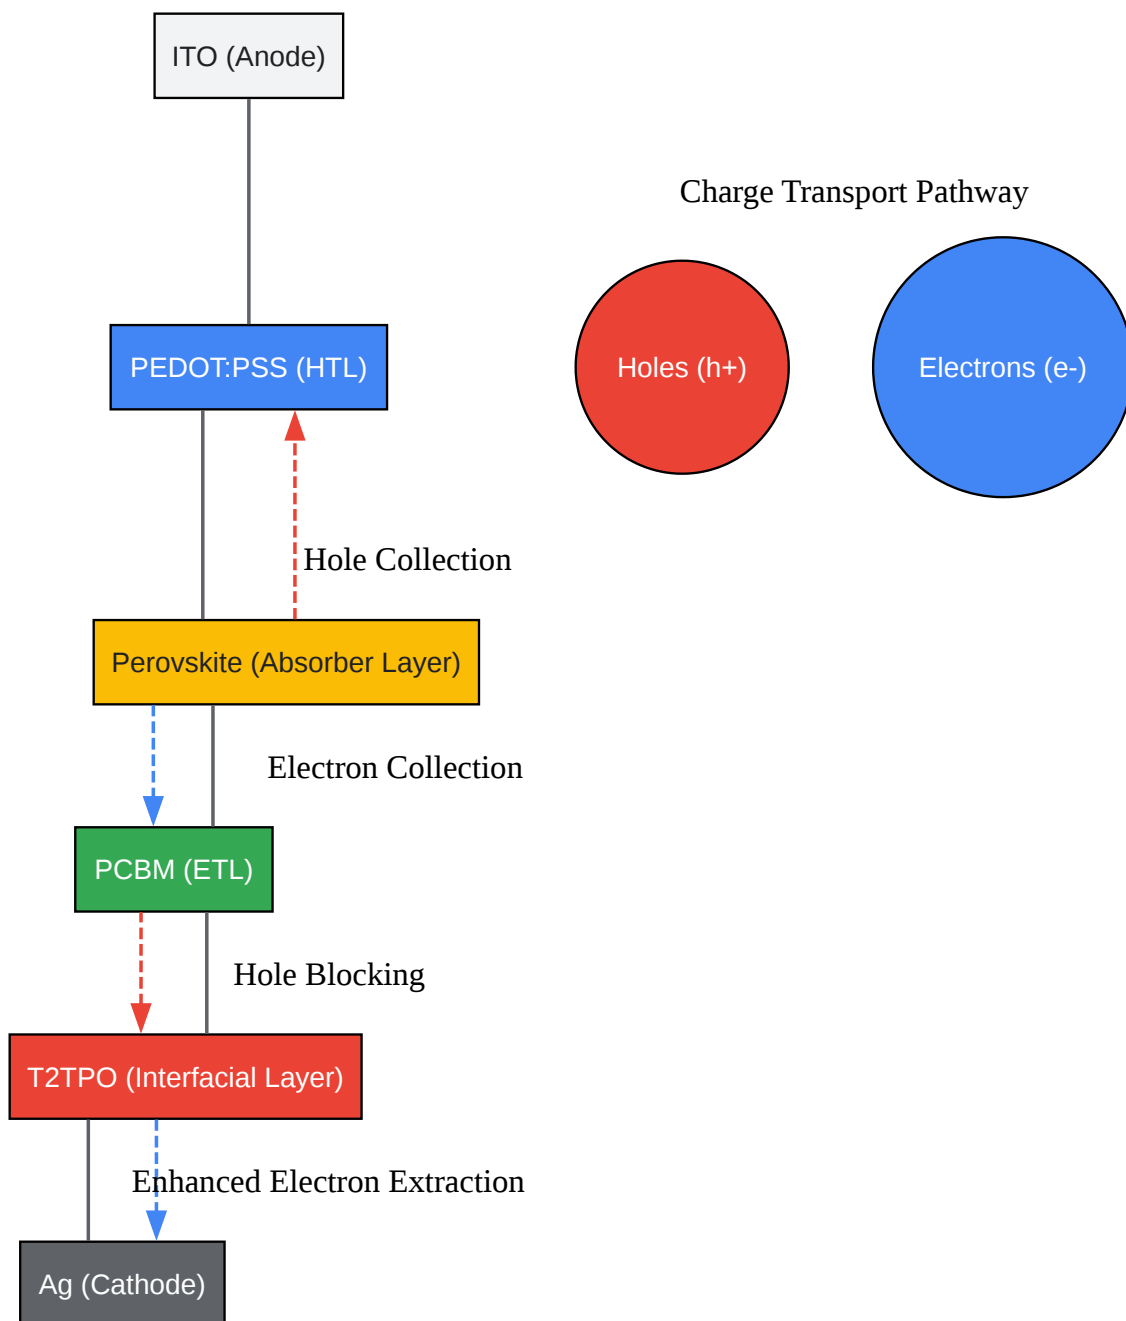 ITO (Anode)
Charge Transport Pathway
PEDOT:PSS (HTL)
Holes (h+)
Electrons (e-)
Hole Collection
Perovskite (Absorber Layer)
Electron Collection
PCBM (ETL)
Hole Blocking
T2TPO (Interfacial Layer)
Enhanced Electron Extraction
Ag (Cathode)